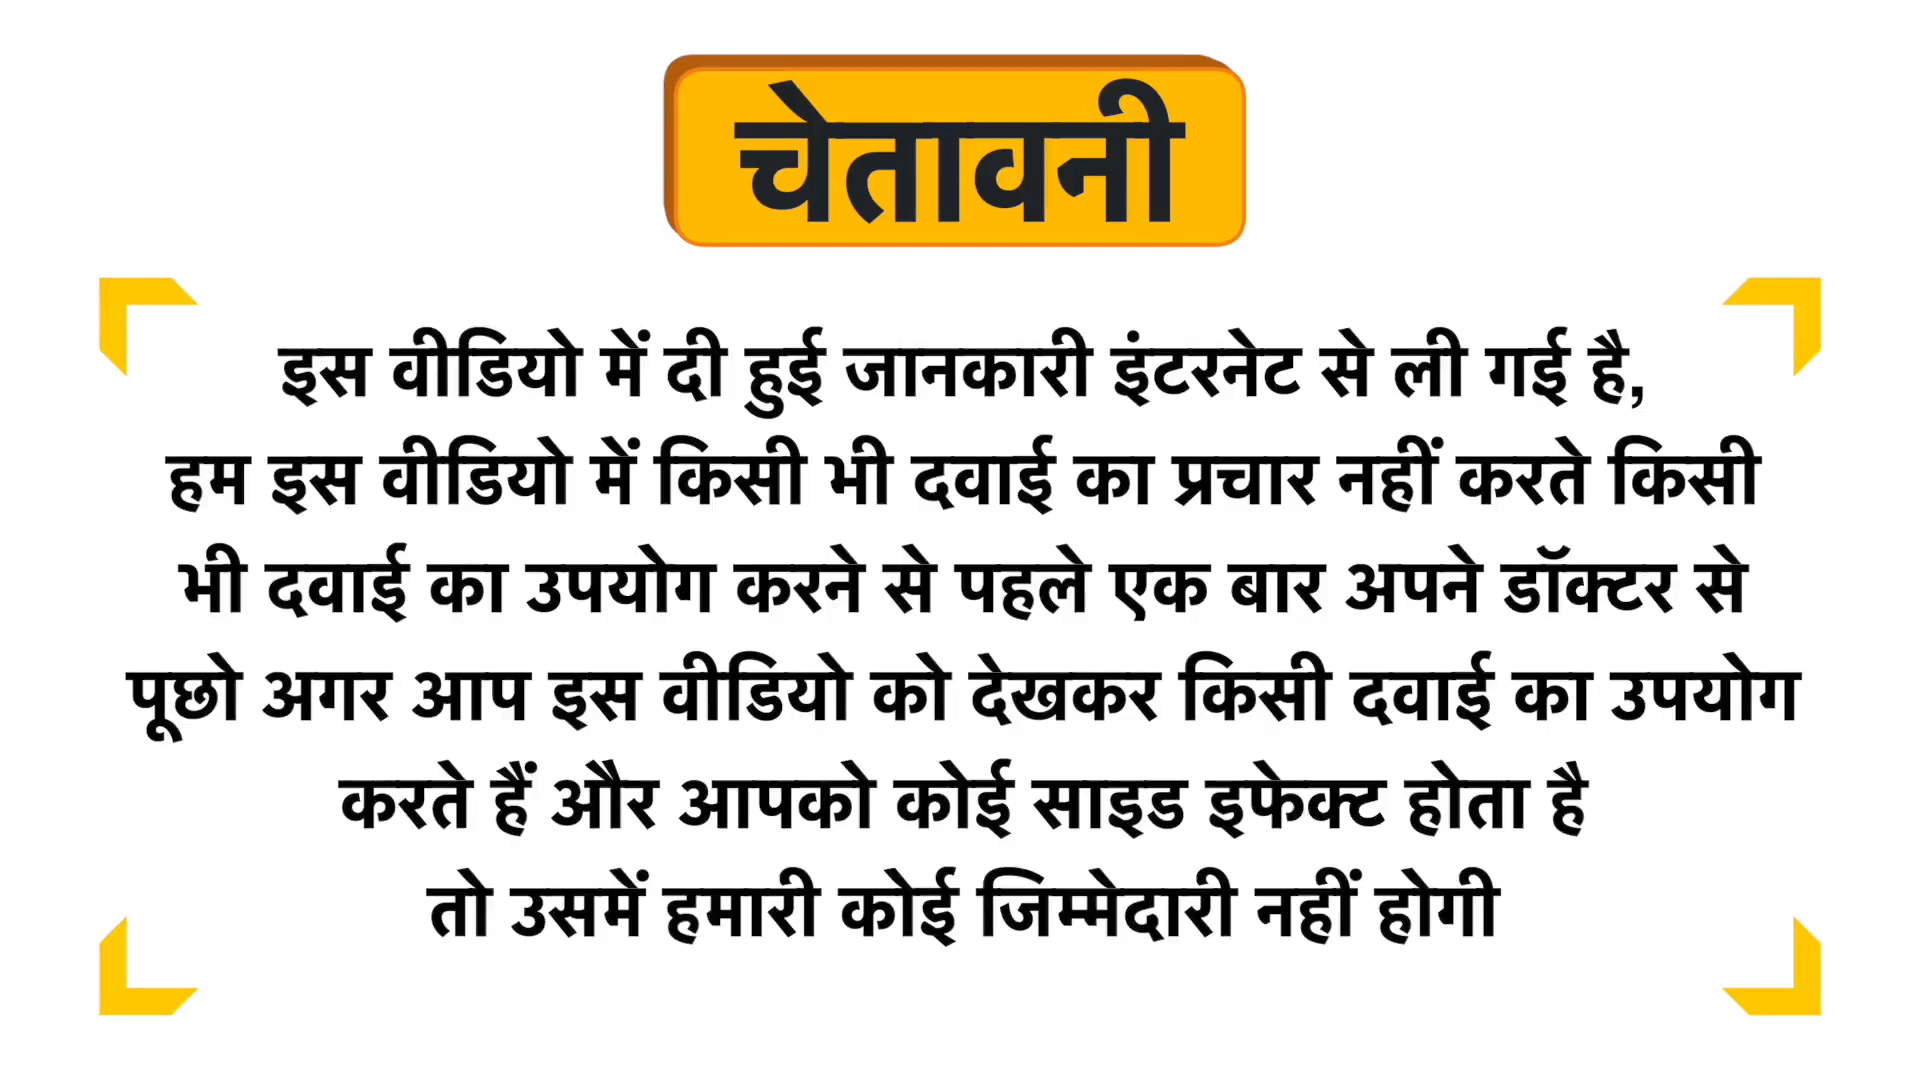 चेतावनी
इस वीडियो में दी हुई जानकारी इंटरनेट से ली गई है,
हम इस वीडियो में किसी भी दवाई का प्रचार नहीं करते किसी
भी दवाई का उपयोग करने से पहले एक बार अपने डॉक्टर से
पूछो अगर आप इस वीडियो को देखकर किसी दवाई का उपयोग
करते हैं और आपको कोई साइड इफेक्ट होता है
तो उसमें हमारी कोई जिम्मेदारी नहीं होगी